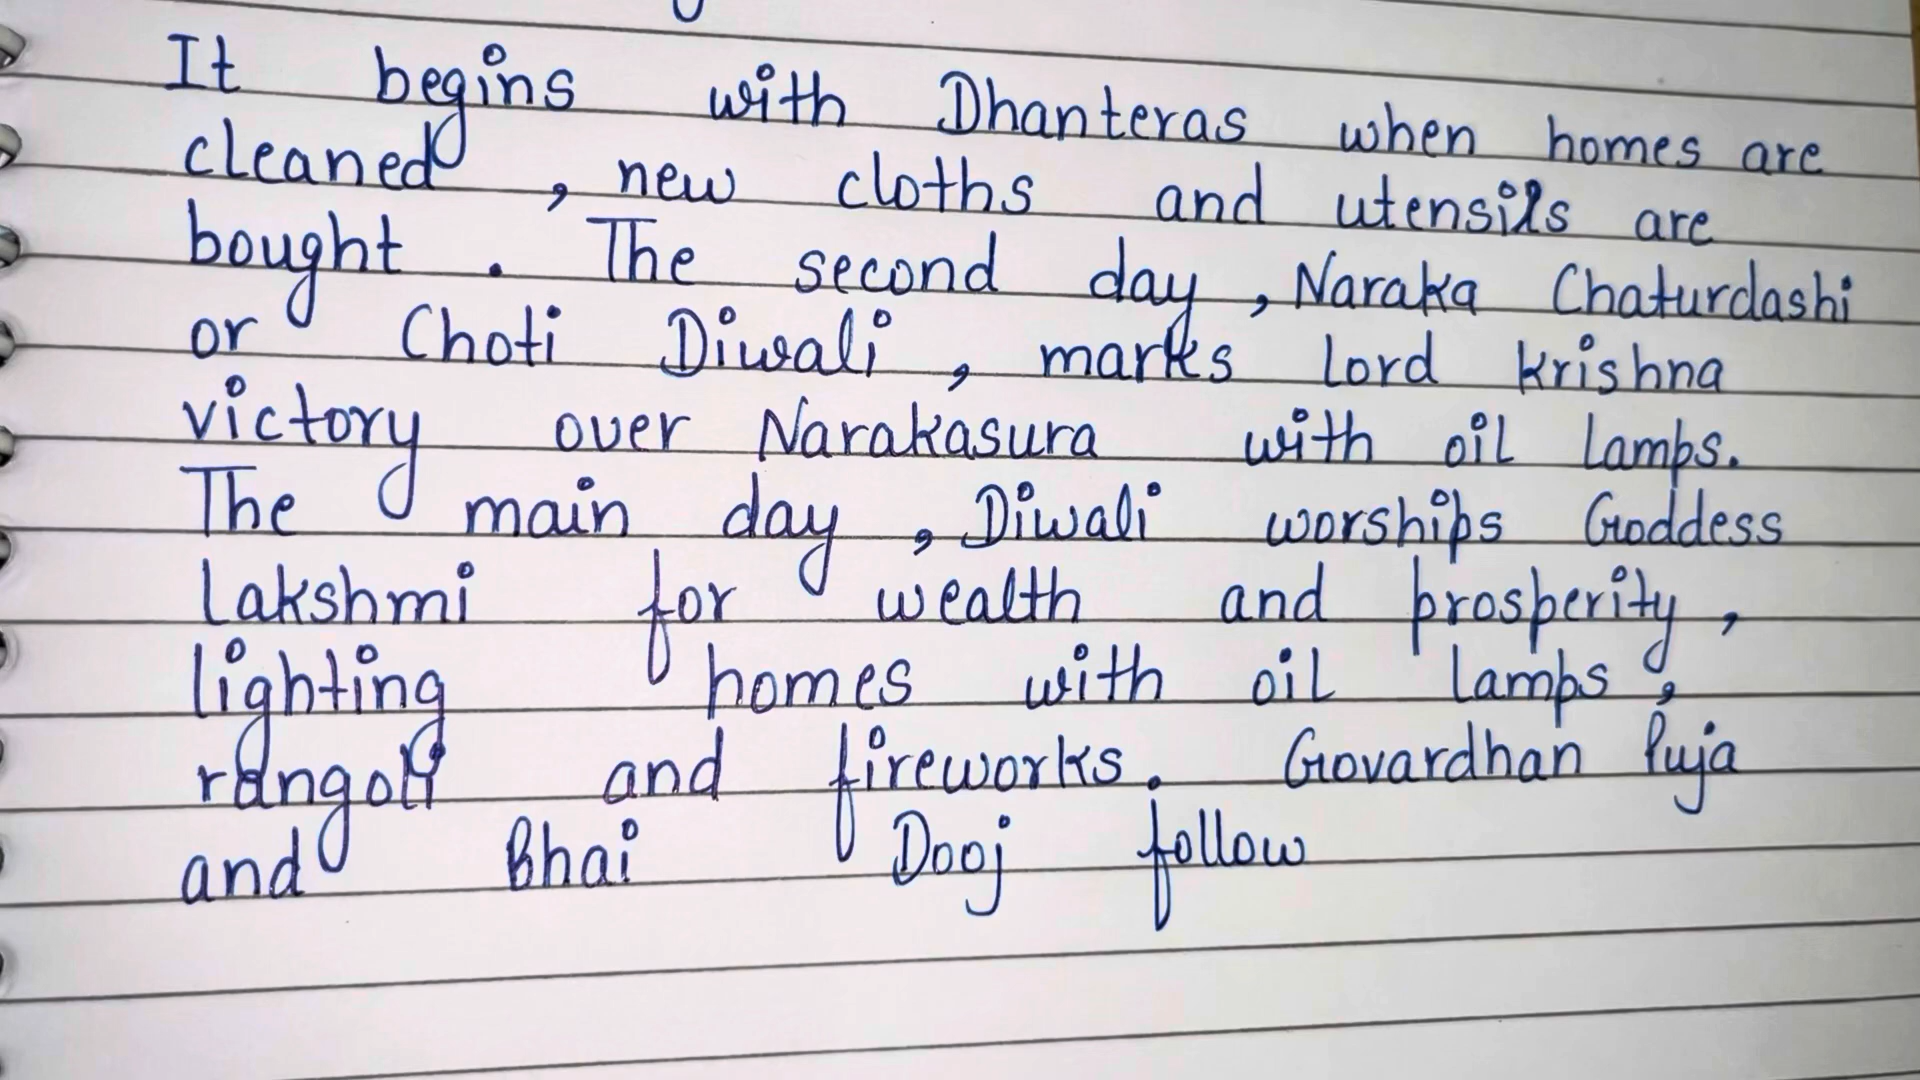 It begins with Dhanteras when homes are
cleaned, new cloths and utensils are
bought. The second day, Naraka Chaturdashi
or Choti Diwali, marks lord Krishna
victory over Narakasura with oil lamps.
The main day, Diwali worships Goddess
Lakshmi for wealth and prosperity,
lighting homes with oil lamps,
rangoli and fireworks. Govardhan Puja
and Bhai Dooj follow